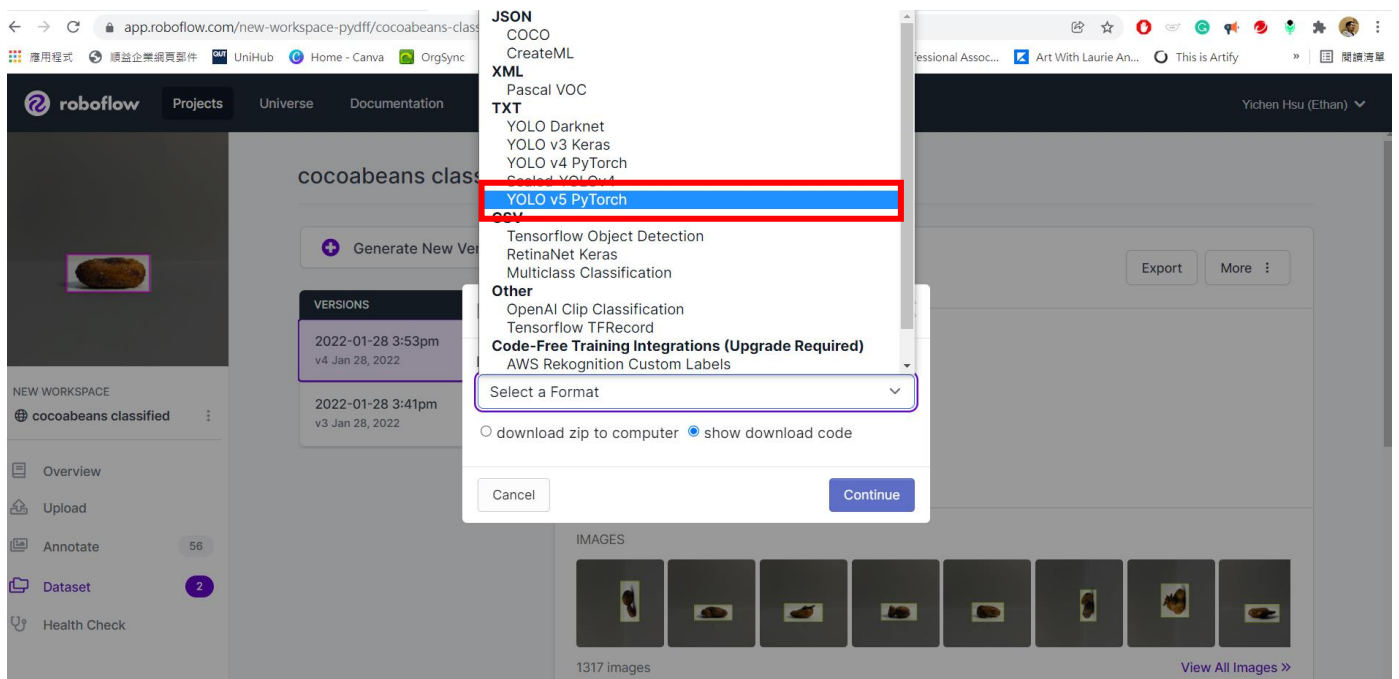 app.roboflow.com/new-workspace-pydff/cocoabeans-clas
應用程式 順益企業網頁郵件 UniHub Home - Canva OrgSync fessional Assoc... Art With Laurie An... This is Artify » 閱讀清單
roboflow Projects Universe Documentation Yichen Hsu (Ethan)
JSON
COCO
CreateML
XML
Pascal VOC
TXT
YOLO Darknet
YOLO v3 Keras
YOLO v4 PyTorch
Scaled-YOLOv4
YOLO v5 PyTorch
CSV
Tensorflow Object Detection
RetinaNet Keras
Multiclass Classification
Other
OpenAI Clip Classification
Tensorflow TFRecord
Code-Free Training Integrations (Upgrade Required)
AWS Rekognition Custom Labels
Select a Format
download zip to computer show download code
Cancel Continue
cocoabeans class
Generate New Ver
Export More
VERSIONS
2022-01-28 3:53pm
v4 Jan 28, 2022
2022-01-28 3:41pm
v3 Jan 28, 2022
NEW WORKSPACE
cocoabeans classified
Overview
Upload
Annotate 56
Dataset 2
Health Check
IMAGES
1317 images View All Images »